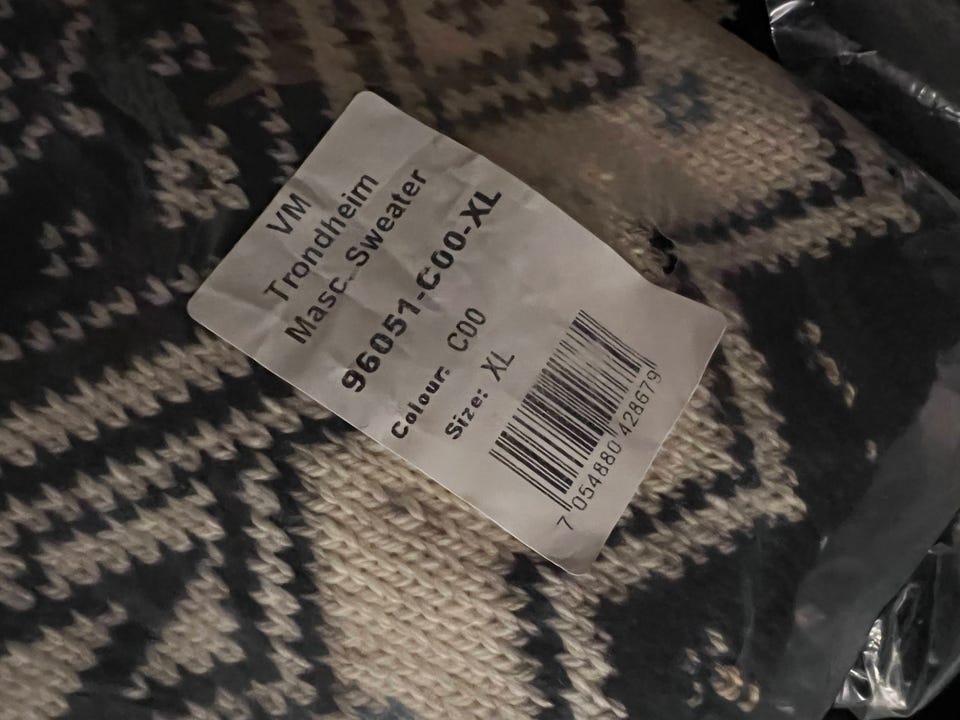 VM
Trondheim
Masc. Sweater
96051-C00-XL
Colour: C00
Size: XL
7 054880 428679